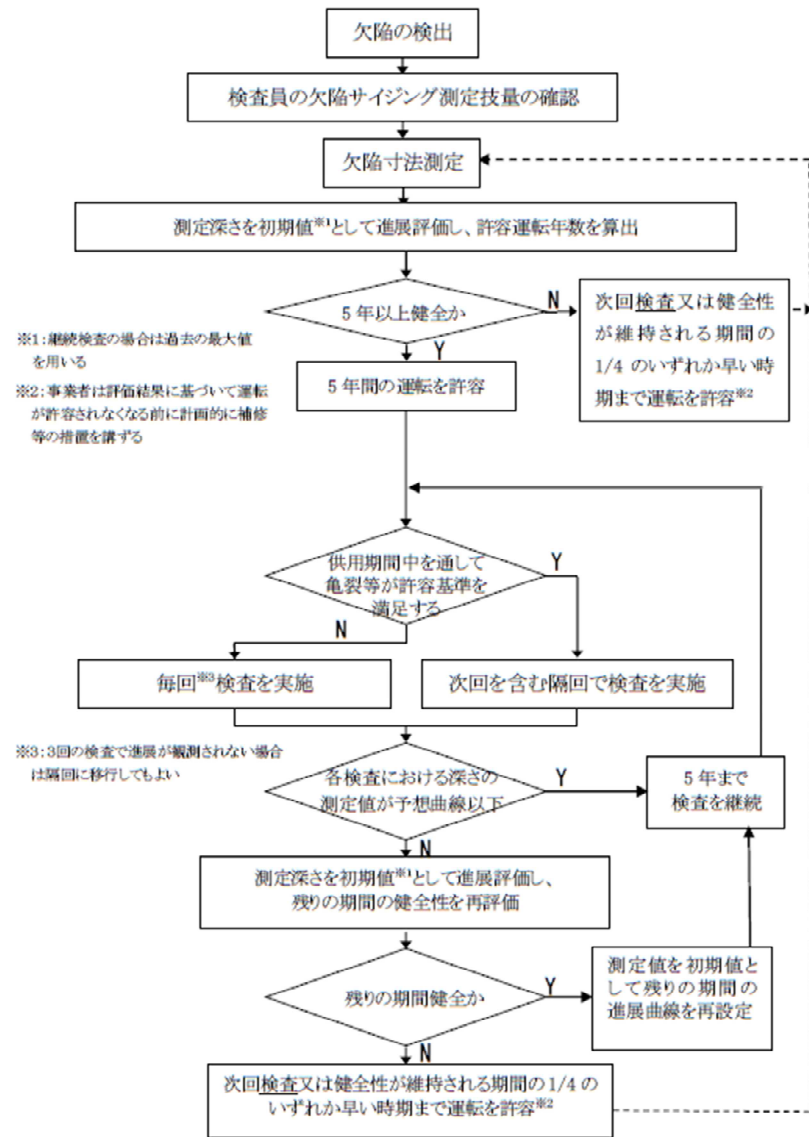 欠陥の検出
検査員の欠陥サイジング測定技量の確認
欠陥寸法測定
測定深さを初期値※1として進展評価し、許容運転年数を算出
5年以上健全か
N
Y
次回検査又は健全性
が維持される期間の
1/4のいずれか早い時
期まで運転を許容※2
※1:継続検査の場合は過去の最大値
を用いる
※2:事業者は評価結果に基づいて運転
が許容されなくなる前に計画的に補修
等の措置を講ずる
5年間の運転を許容
供用期間中を通して
亀裂等が許容基準を
満足する
Y
N
毎回※3検査を実施
次回を含む隔回で検査を実施
※3:3回の検査で進展が観測されない場合
は隔回に移行してもよい
各検査における深さの
測定値が予想曲線以下
Y
N
5年まで
検査を継続
測定深さを初期値※1として進展評価し、
残りの期間の健全性を再評価
残りの期間健全か
Y
N
測定値を初期値と
して残りの期間の
進展曲線を再設定
次回検査又は健全性が維持される期間の1/4の
いずれか早い時期まで運転を許容※2